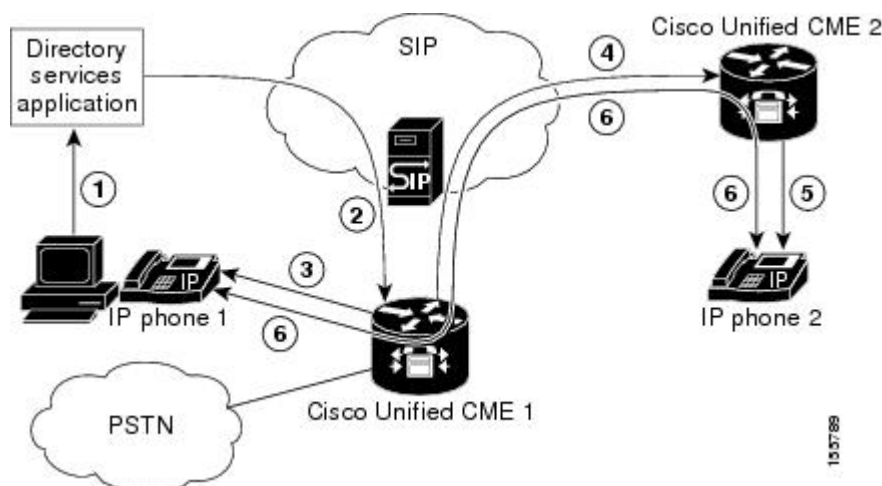 Directory
services
application
SIP
Cisco Unified CME 2
4
6
1
2
SIP
6
5
3
IP
IP phone 1
6
IP
IP phone 2
PSTN
Cisco Unified CME 1
155789